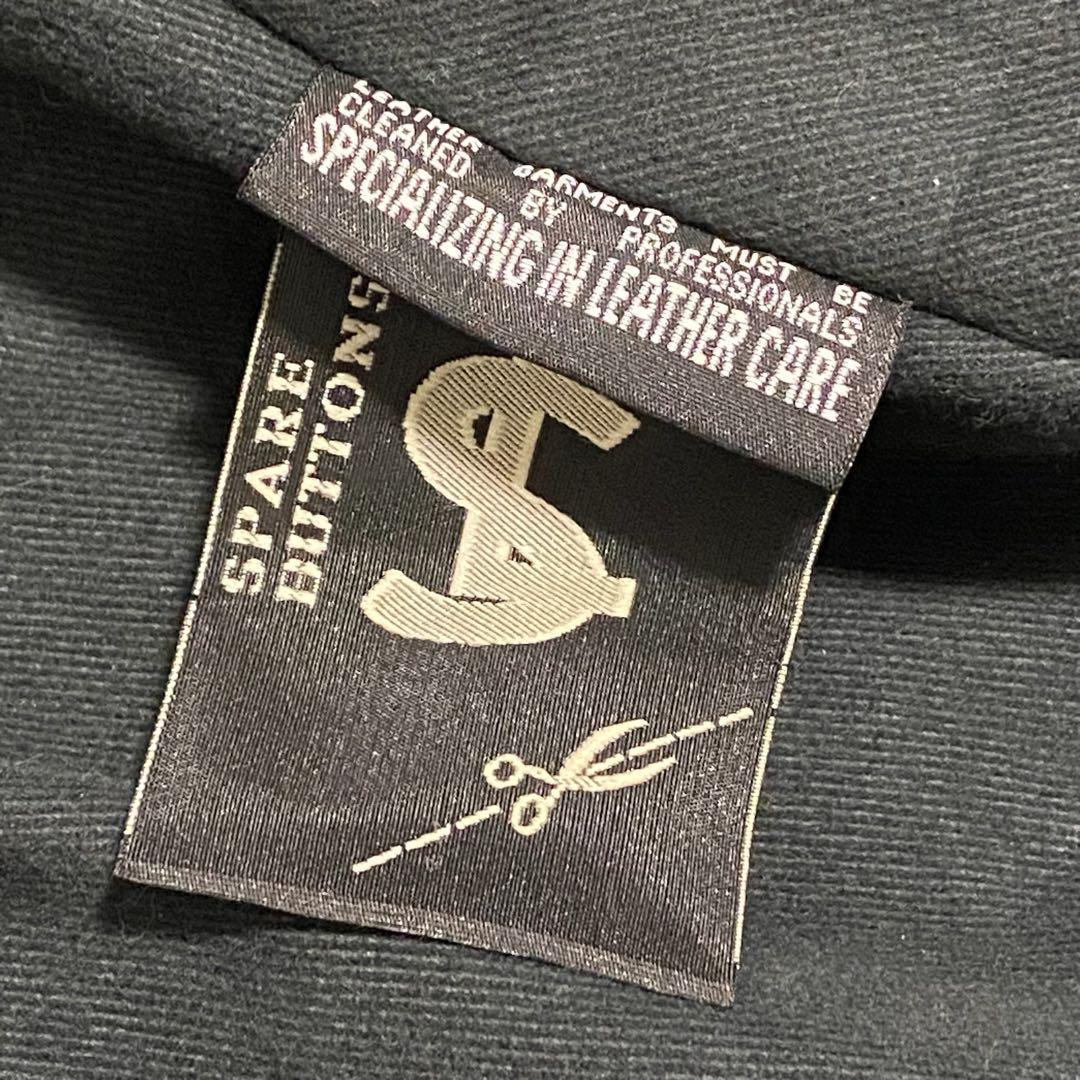 LEATHER GARMENTS MUST BE
CLEANED BY PROFESSIONALS
SPECIALIZING IN LEATHER CARE
SPARE
BUTTONS